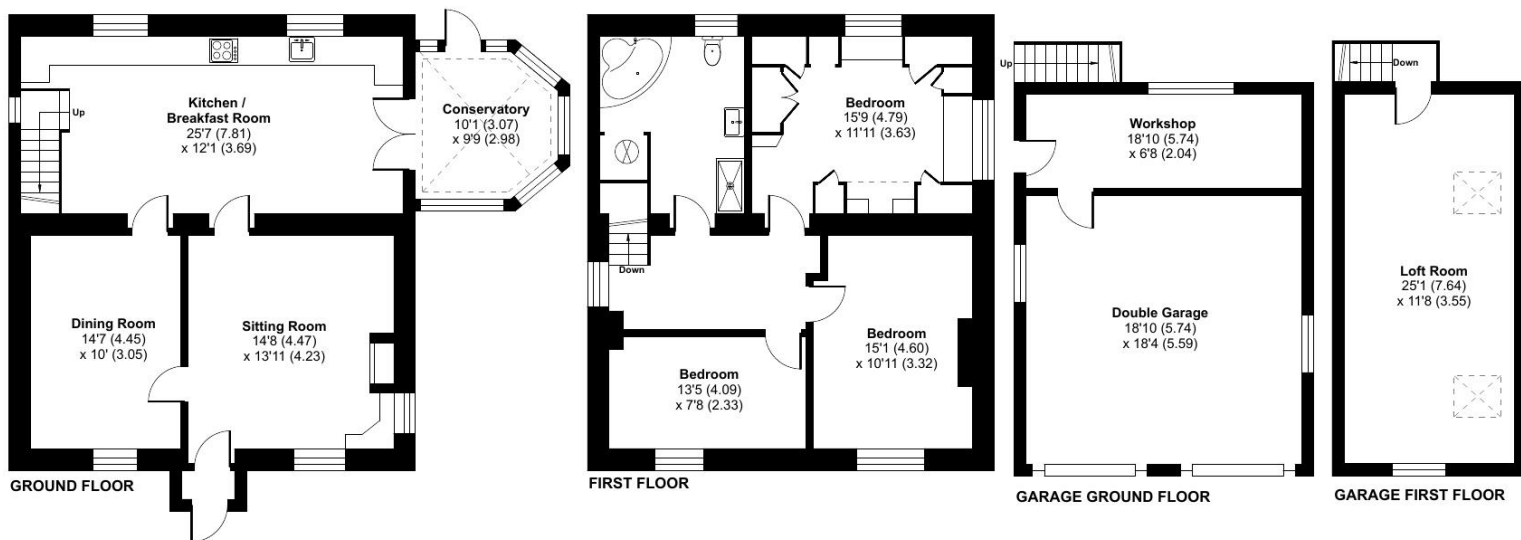 Up
Kitchen /
Breakfast Room
25'7 (7.81)
x 12'1 (3.69)
Conservatory
10'1 (3.07)
x 9'9 (2.98)
Dining Room
14'7 (4.45)
x 10' (3.05)
Sitting Room
14'8 (4.47)
x 13'11 (4.23)
GROUND FLOOR
Bedroom
15'9 (4.79)
x 11'11 (3.63)
Down
Bedroom
13'5 (4.09)
x 7'8 (2.33)
Bedroom
15'1 (4.60)
x 10'11 (3.32)
FIRST FLOOR
Up
Workshop
18'10 (5.74)
x 6'8 (2.04)
Double Garage
18'10 (5.74)
x 18'4 (5.59)
GARAGE GROUND FLOOR
Down
Loft Room
25'1 (7.64)
x 11'8 (3.55)
GARAGE FIRST FLOOR